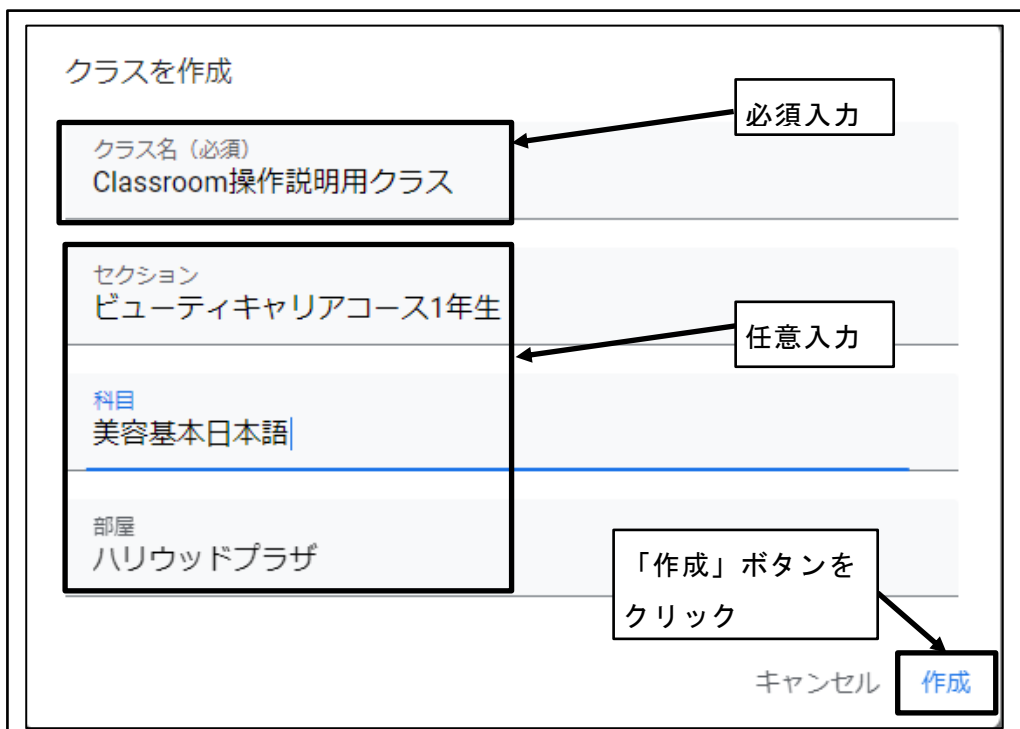 クラスを作成
必須入力
クラス名（必須）
Classroom操作説明用クラス
セクション
ビューティキャリアコース1年生
任意入力
科目
美容基本日本語
部屋
ハリウッドプラザ
「作成」ボタンを
クリック
キャンセル 作成